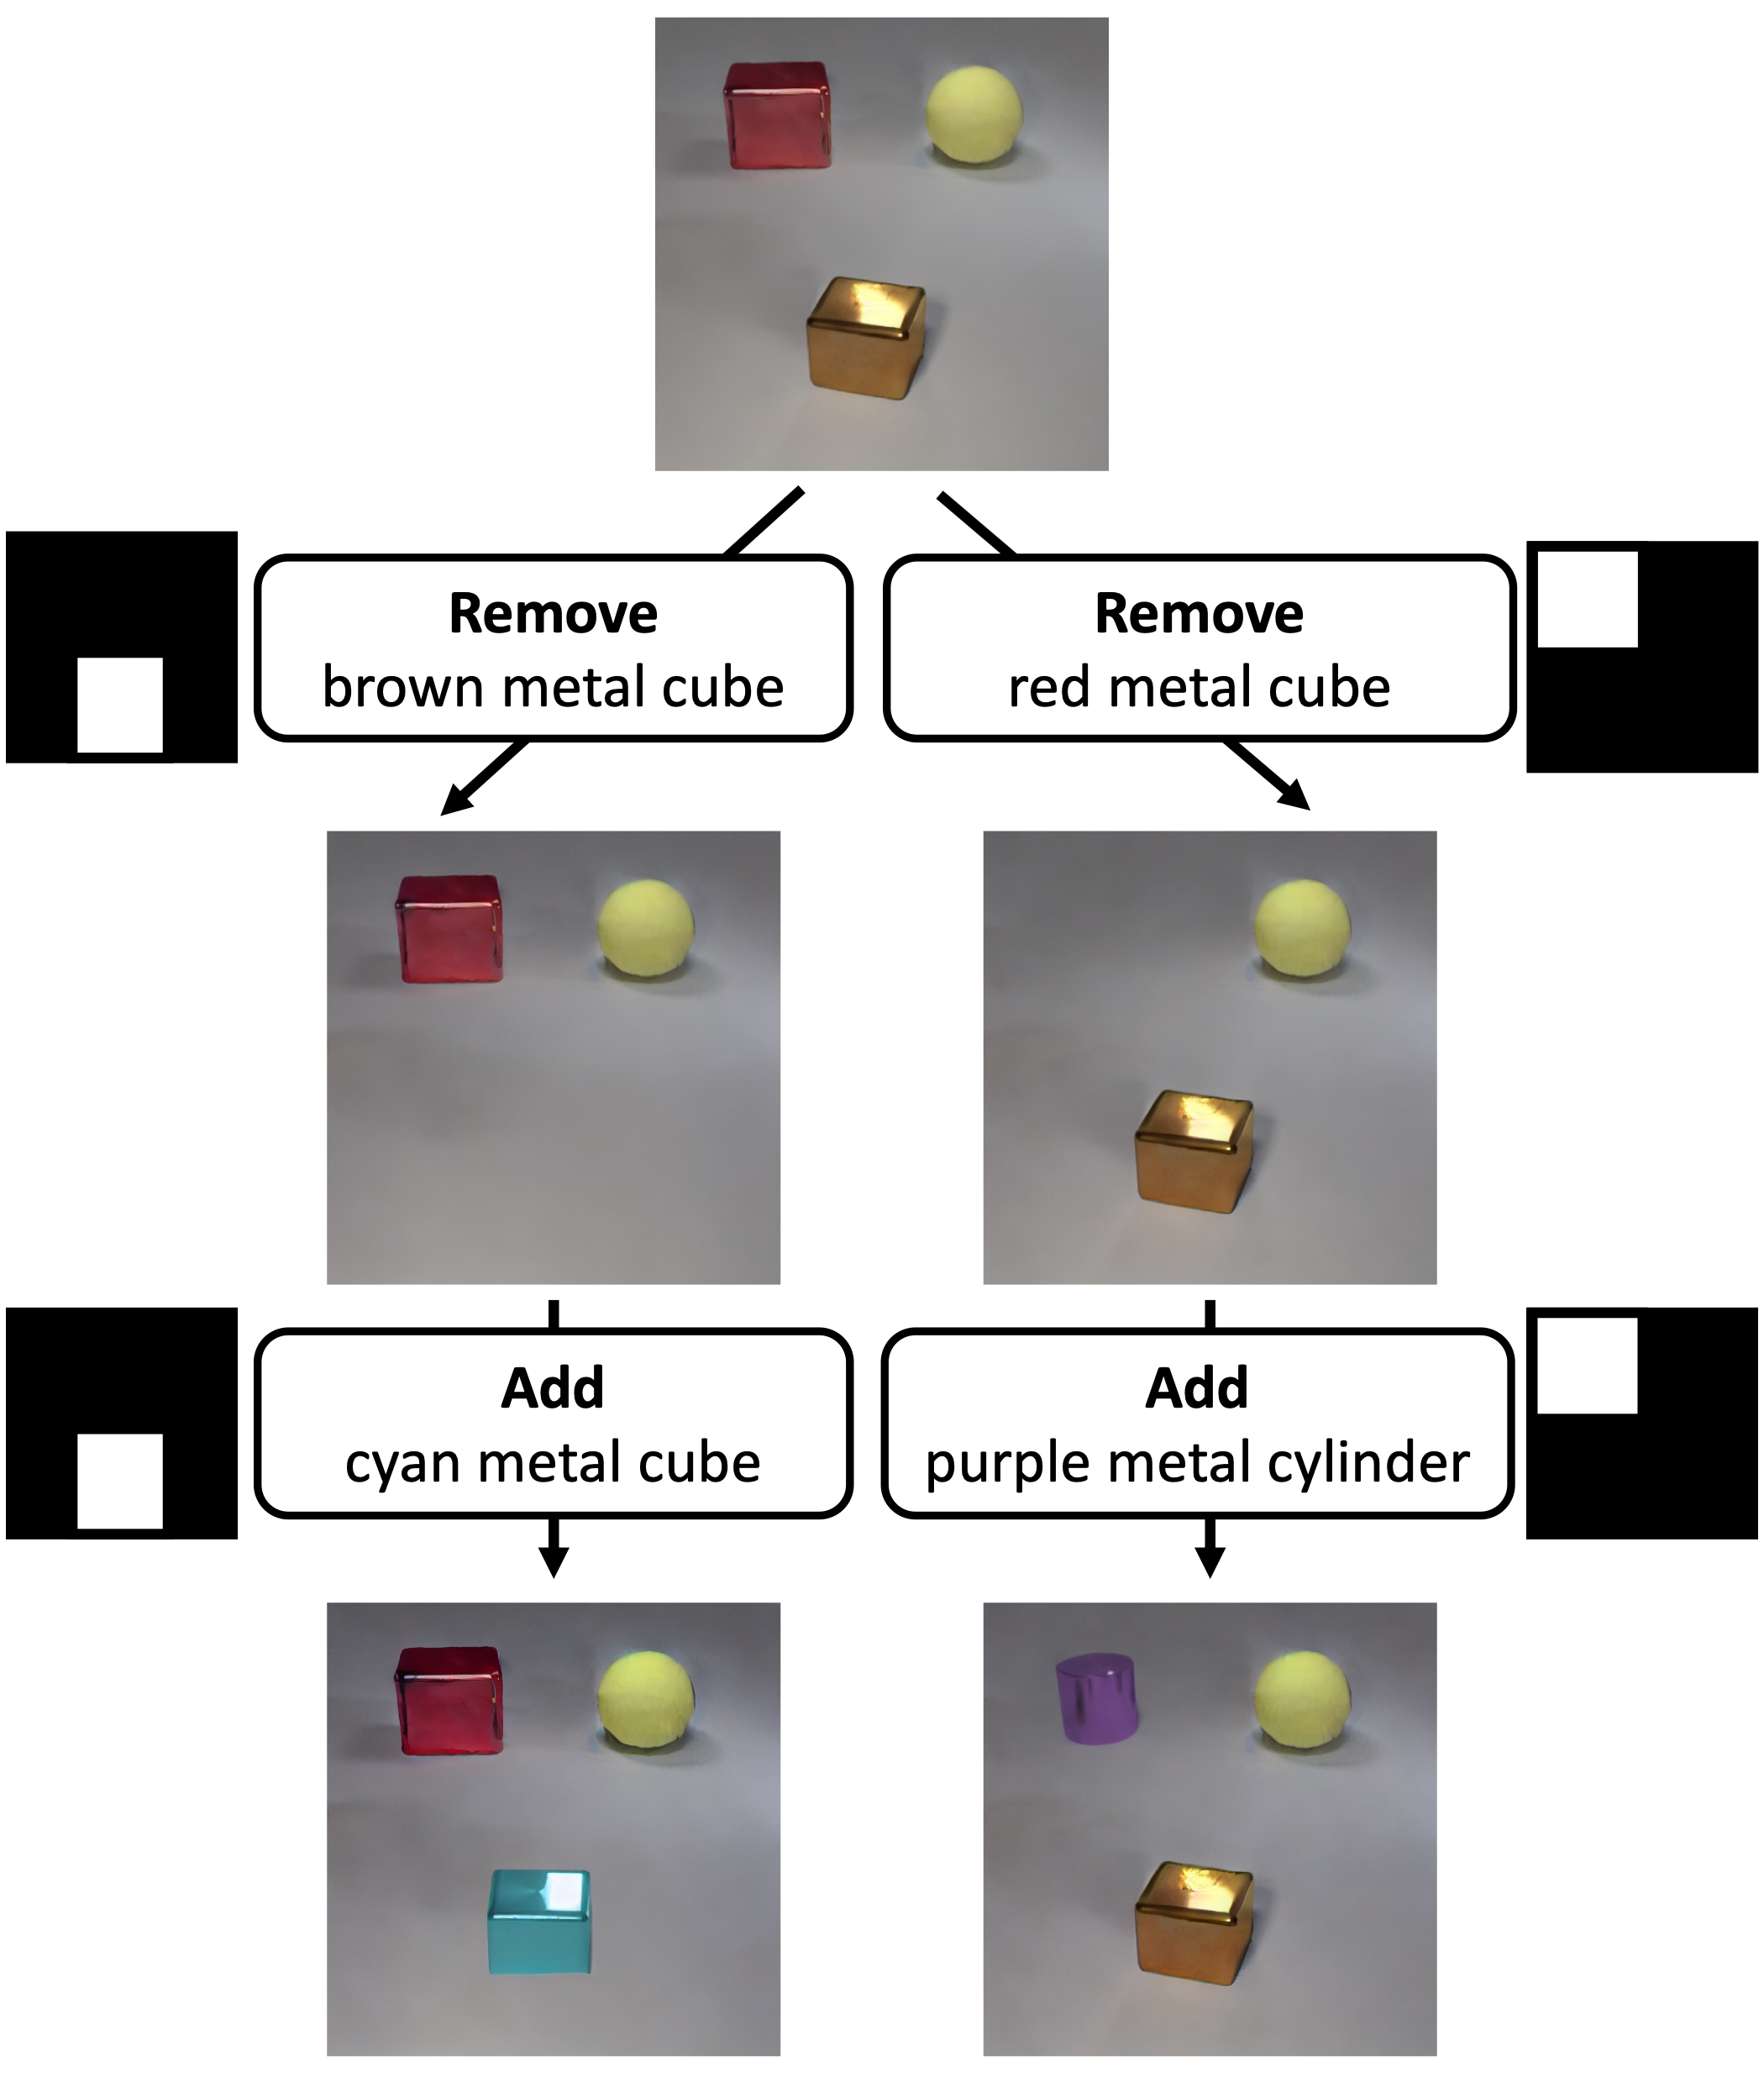 Remove
brown metal cube
Remove
red metal cube
Add
cyan metal cube
Add
purple metal cylinder